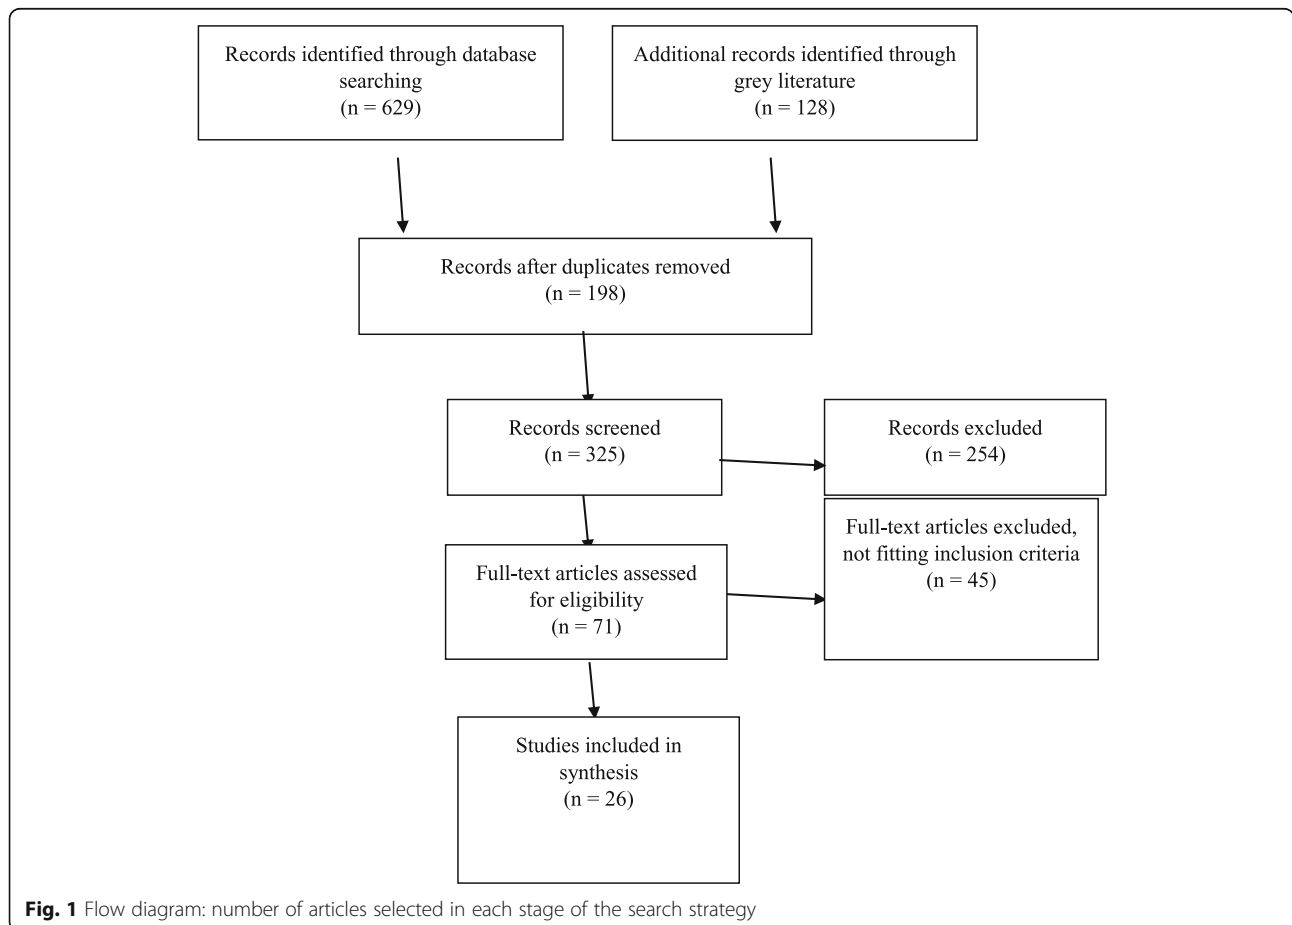 Records identified through database
searching
(n = 629)
Additional records identified through
grey literature
(n = 128)
Records after duplicates removed
(n = 198)
Records screened
(n = 325)
Records excluded
(n = 254)
Full-text articles assessed
for eligibility
(n = 71)
Full-text articles excluded,
not fitting inclusion criteria
(n = 45)
Studies included in
synthesis
(n = 26)
Fig. 1 Flow diagram: number of articles selected in each stage of the search strategy